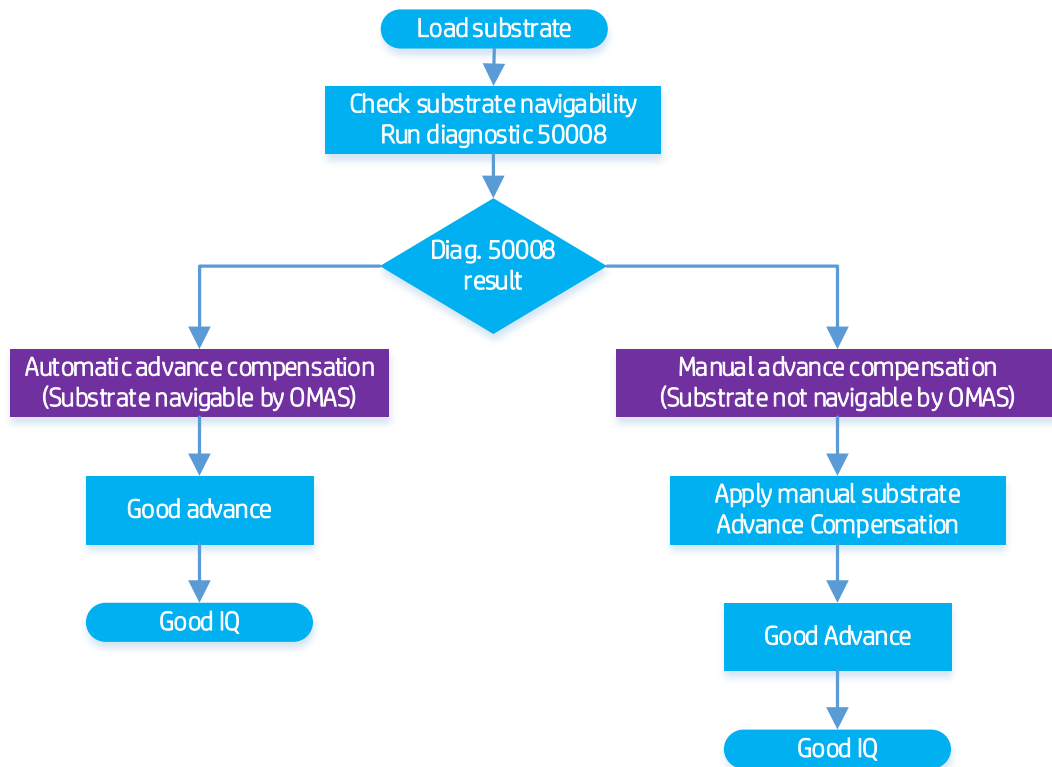 Load substrate
Check substrate navigability
Run diagnostic 50008
Diag. 50008
result
Automatic advance compensation
(Substrate navigable by OMAS)
Good advance
Good IQ
Manual advance compensation
(Substrate not navigable by OMAS)
Apply manual substrate
Advance Compensation
Good Advance
Good IQ